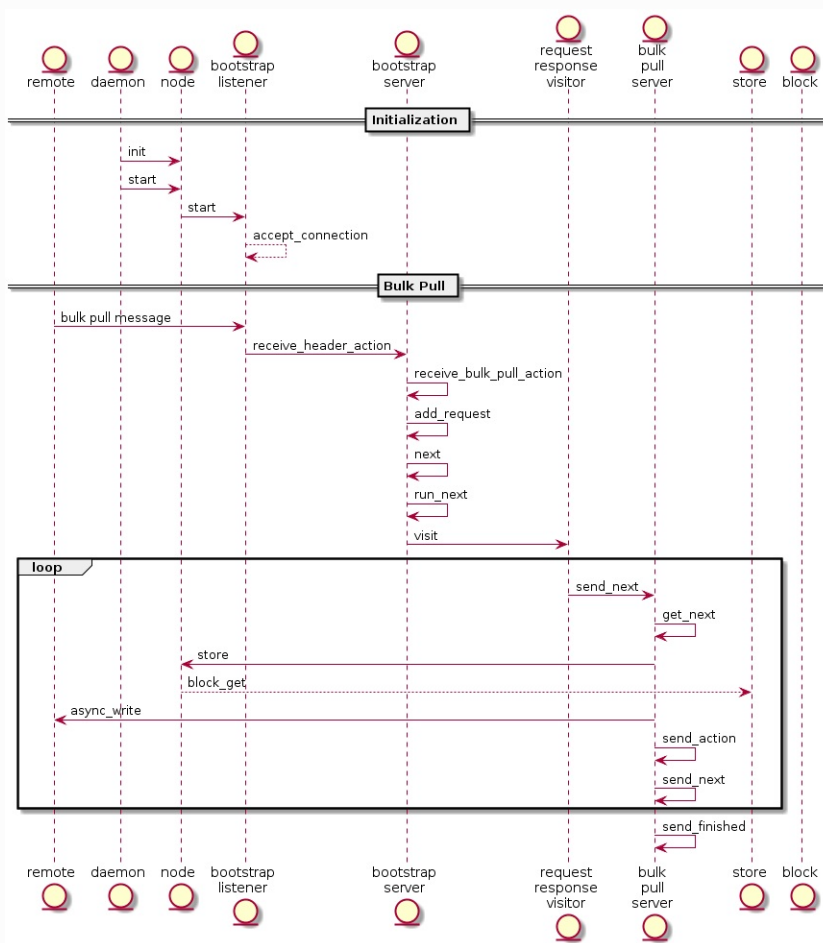 remote daemon node bootstrap listener bootstrap server request response visitor bulk pull server store block
Initialization
init
start
start
accept_connection
Bulk Pull
bulk pull message
receive_header_action
receive_bulk_pull_action
add_request
next
run_next
visit
loop
send_next
get_next
store
block_get
async_write
send_action
send_next
send_finished
remote daemon node bootstrap listener bootstrap server request response visitor bulk pull server store block